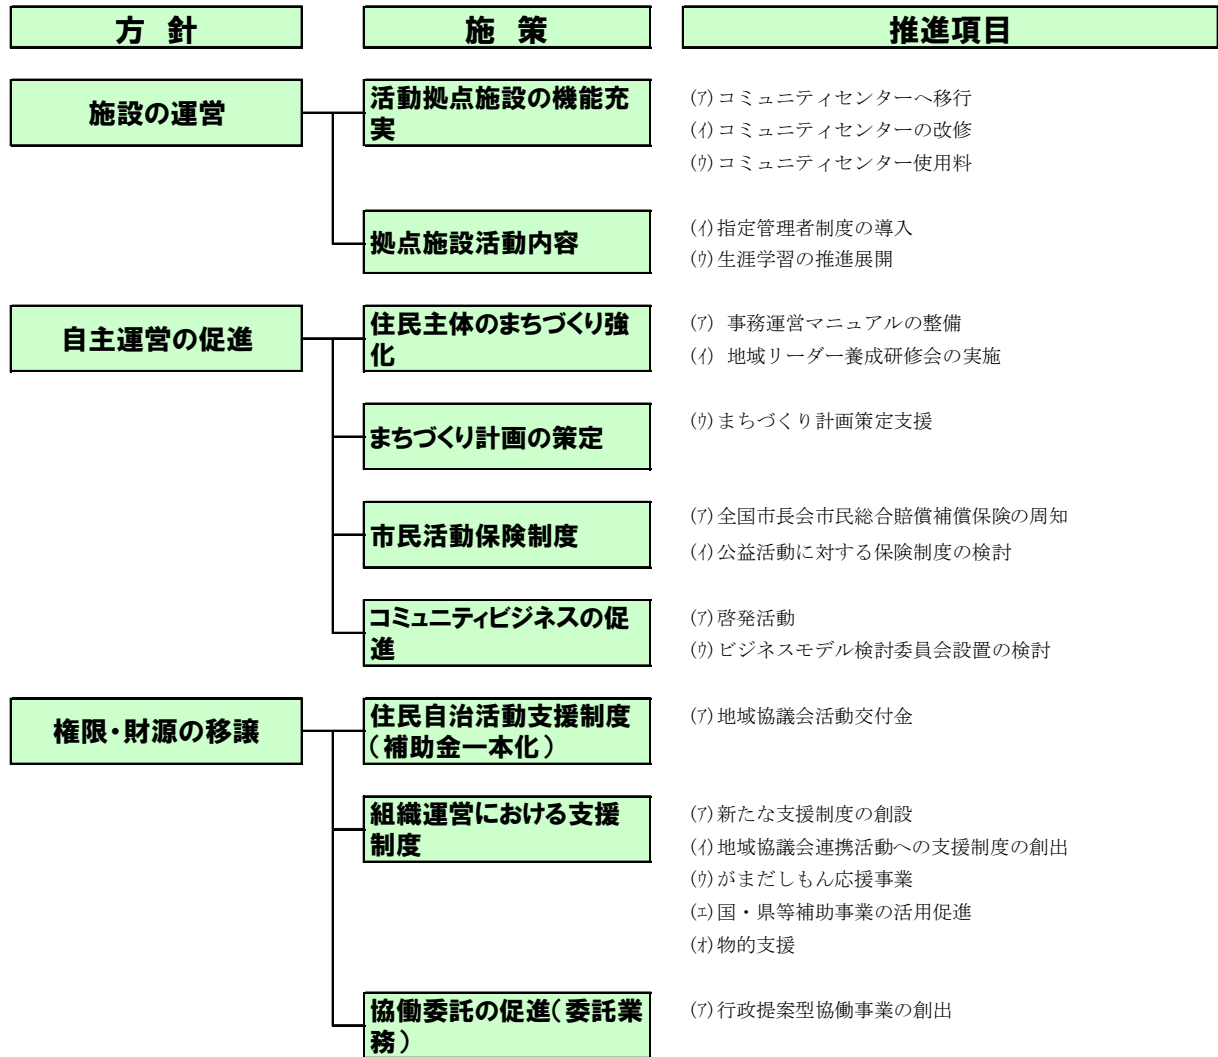 方 針
施 策
推進項目
施設の運営
活動拠点施設の機能充
実
(ｱ)コミュニティセンターへ移行
(ｲ)コミュニティセンターの改修
(ｳ)コミュニティセンター使用料
拠点施設活動内容
(ｲ)指定管理者制度の導入
(ｳ)生涯学習の推進展開
自主運営の促進
住民主体のまちづくり強
化
(ｱ) 事務運営マニュアルの整備
(ｲ) 地域リーダー養成研修会の実施
まちづくり計画の策定
(ｳ)まちづくり計画策定支援
市民活動保険制度
(ｱ)全国市長会市民総合賠償補償保険の周知
(ｲ)公益活動に対する保険制度の検討
コミュニティビジネスの促
進
(ｱ)啓発活動
(ｳ)ビジネスモデル検討委員会設置の検討
権限・財源の移譲
住民自治活動支援制度
（補助金一本化）
(ｱ)地域協議会活動交付金
組織運営における支援
制度
(ｱ)新たな支援制度の創設
(ｲ)地域協議会連携活動への支援制度の創出
(ｳ)がまだしもん応援事業
(ｴ)国・県等補助事業の活用促進
(ｵ)物的支援
協働委託の促進（委託業
務）
(ｱ)行政提案型協働事業の創出